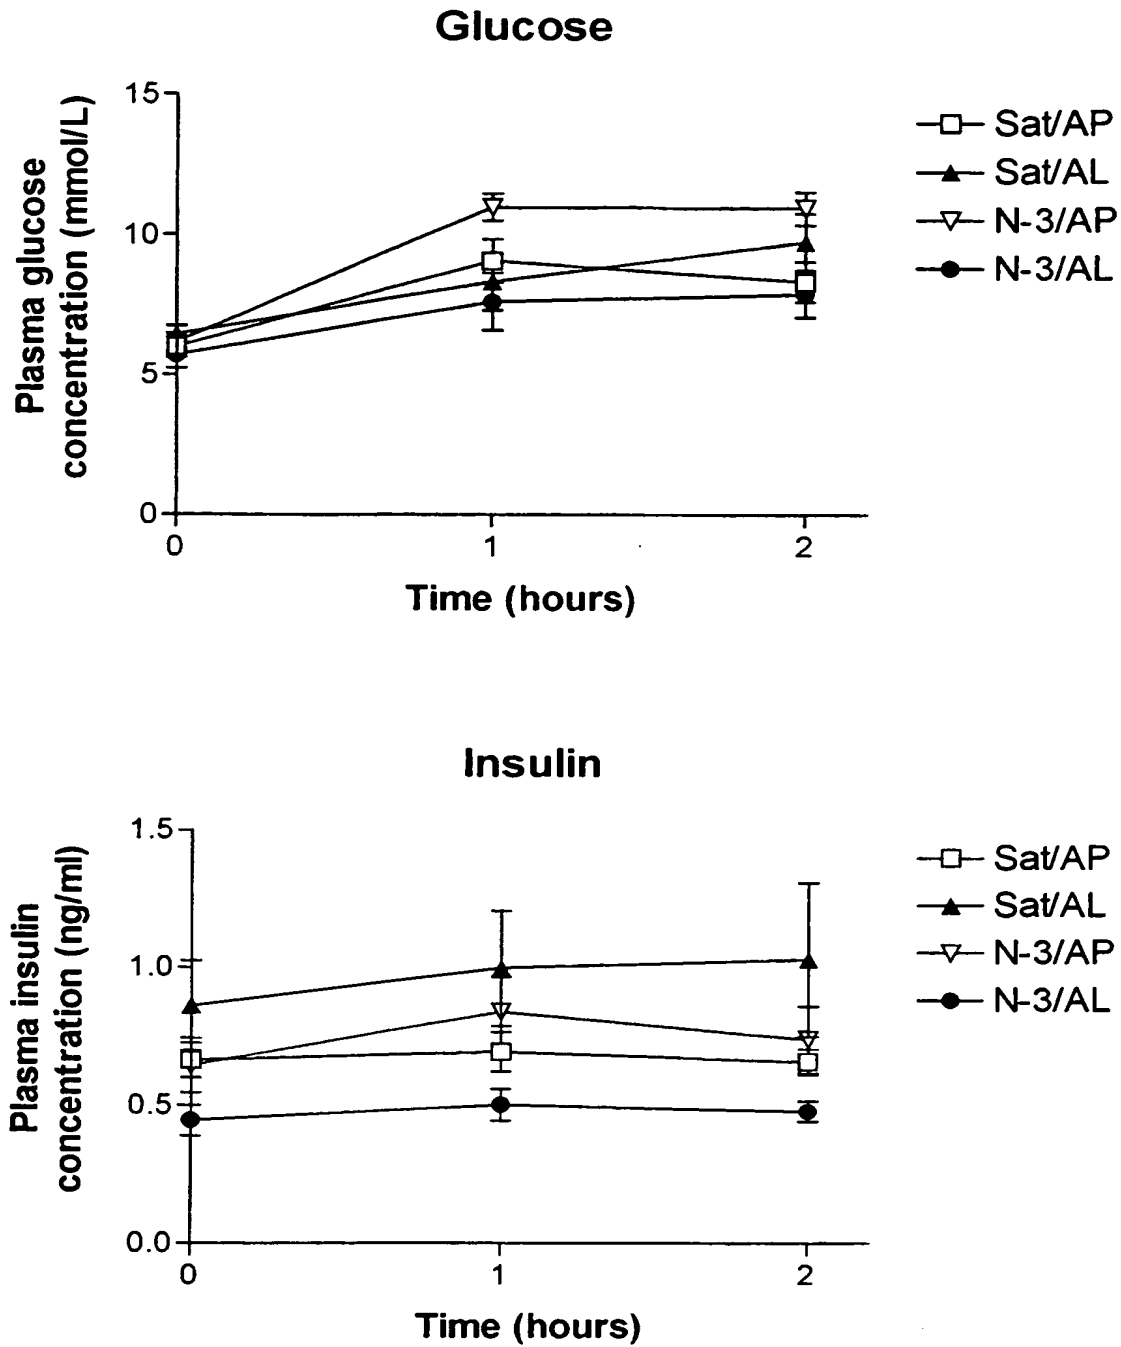 Glucose
Plasma glucose
concentration (mmol/L)
15
10
5
0
0
1
2
Time (hours)
Sat/AP
Sat/AL
N-3/AP
N-3/AL
Insulin
Plasma insulin
concentration (ng/ml)
1.5
1.0
0.5
0.0
0
1
2
Time (hours)
Sat/AP
Sat/AL
N-3/AP
N-3/AL